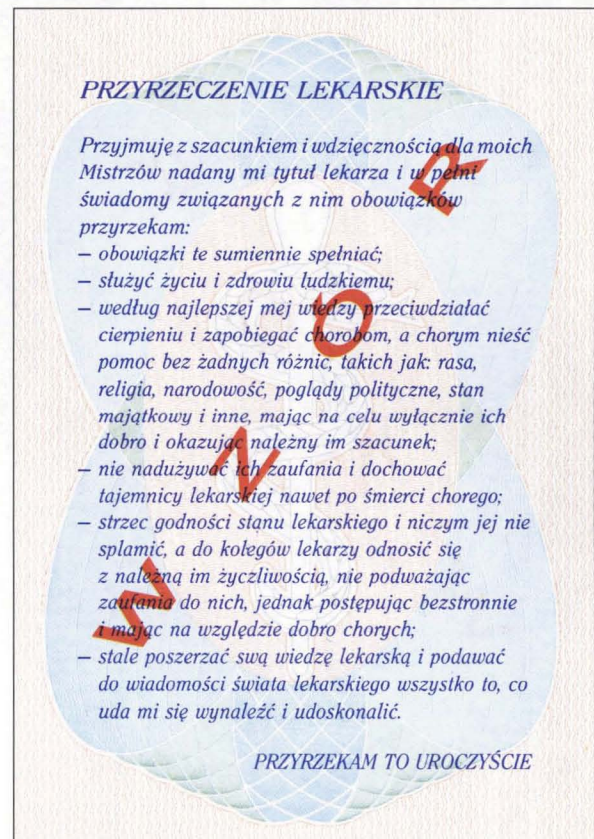 PRZYRZECZENIE LEKARSKIE
Przyjmuję z szacunkiem i wdzięcznością dla moich
Mistrzów nadany mi tytuł lekarza i w pełni
świadomy związanych z nim obowiązków
przyrzekam:
– obowiązki te sumiennie spełniać;
– służyć życiu i zdrowiu ludzkiemu;
– według najlepszej mej wiedzy przeciwdziałać
cierpieniu i zapobiegać chorobom, a chorym nieść
pomoc bez żadnych różnic, takich jak: rasa,
religia, narodowość, poglądy polityczne, stan
majątkowy i inne, mając na celu wyłącznie ich
dobro i okazując należny im szacunek;
– nie nadużywać ich zaufania i dochować
tajemnicy lekarskiej nawet po śmierci chorego;
– strzec godności stanu lekarskiego i niczym jej nie
splamić, a do kolegów lekarzy odnosić się
z należną im życzliwością, nie podważając
zaufania do nich, jednak postępując bezstronnie
i mając na względzie dobro chorych;
– stale poszerzać swą wiedzę lekarską i podawać
do wiadomości świata lekarskiego wszystko to, co
uda mi się wynaleźć i udoskonalić.
PRZYRZEKAM TO UROCZYŚCIE
WZÓR